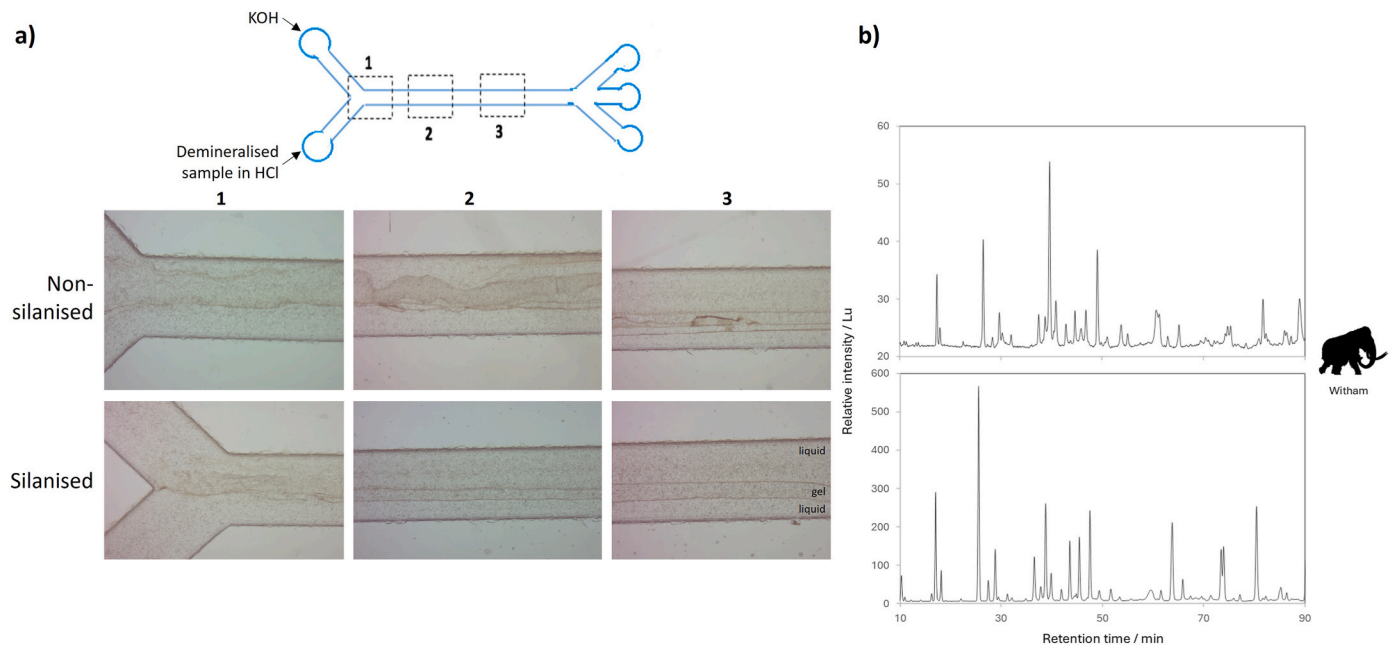 a)
KOH
1
2
3
Demineralised
sample in HCl
1
2
3
Non-
silanised
Silanised
liquid
gel
liquid
b)
60
50
40
30
20
600
500
400
300
200
100
0
Relative intensity / Lu
10
30
50
70
90
Retention time / min
Witham